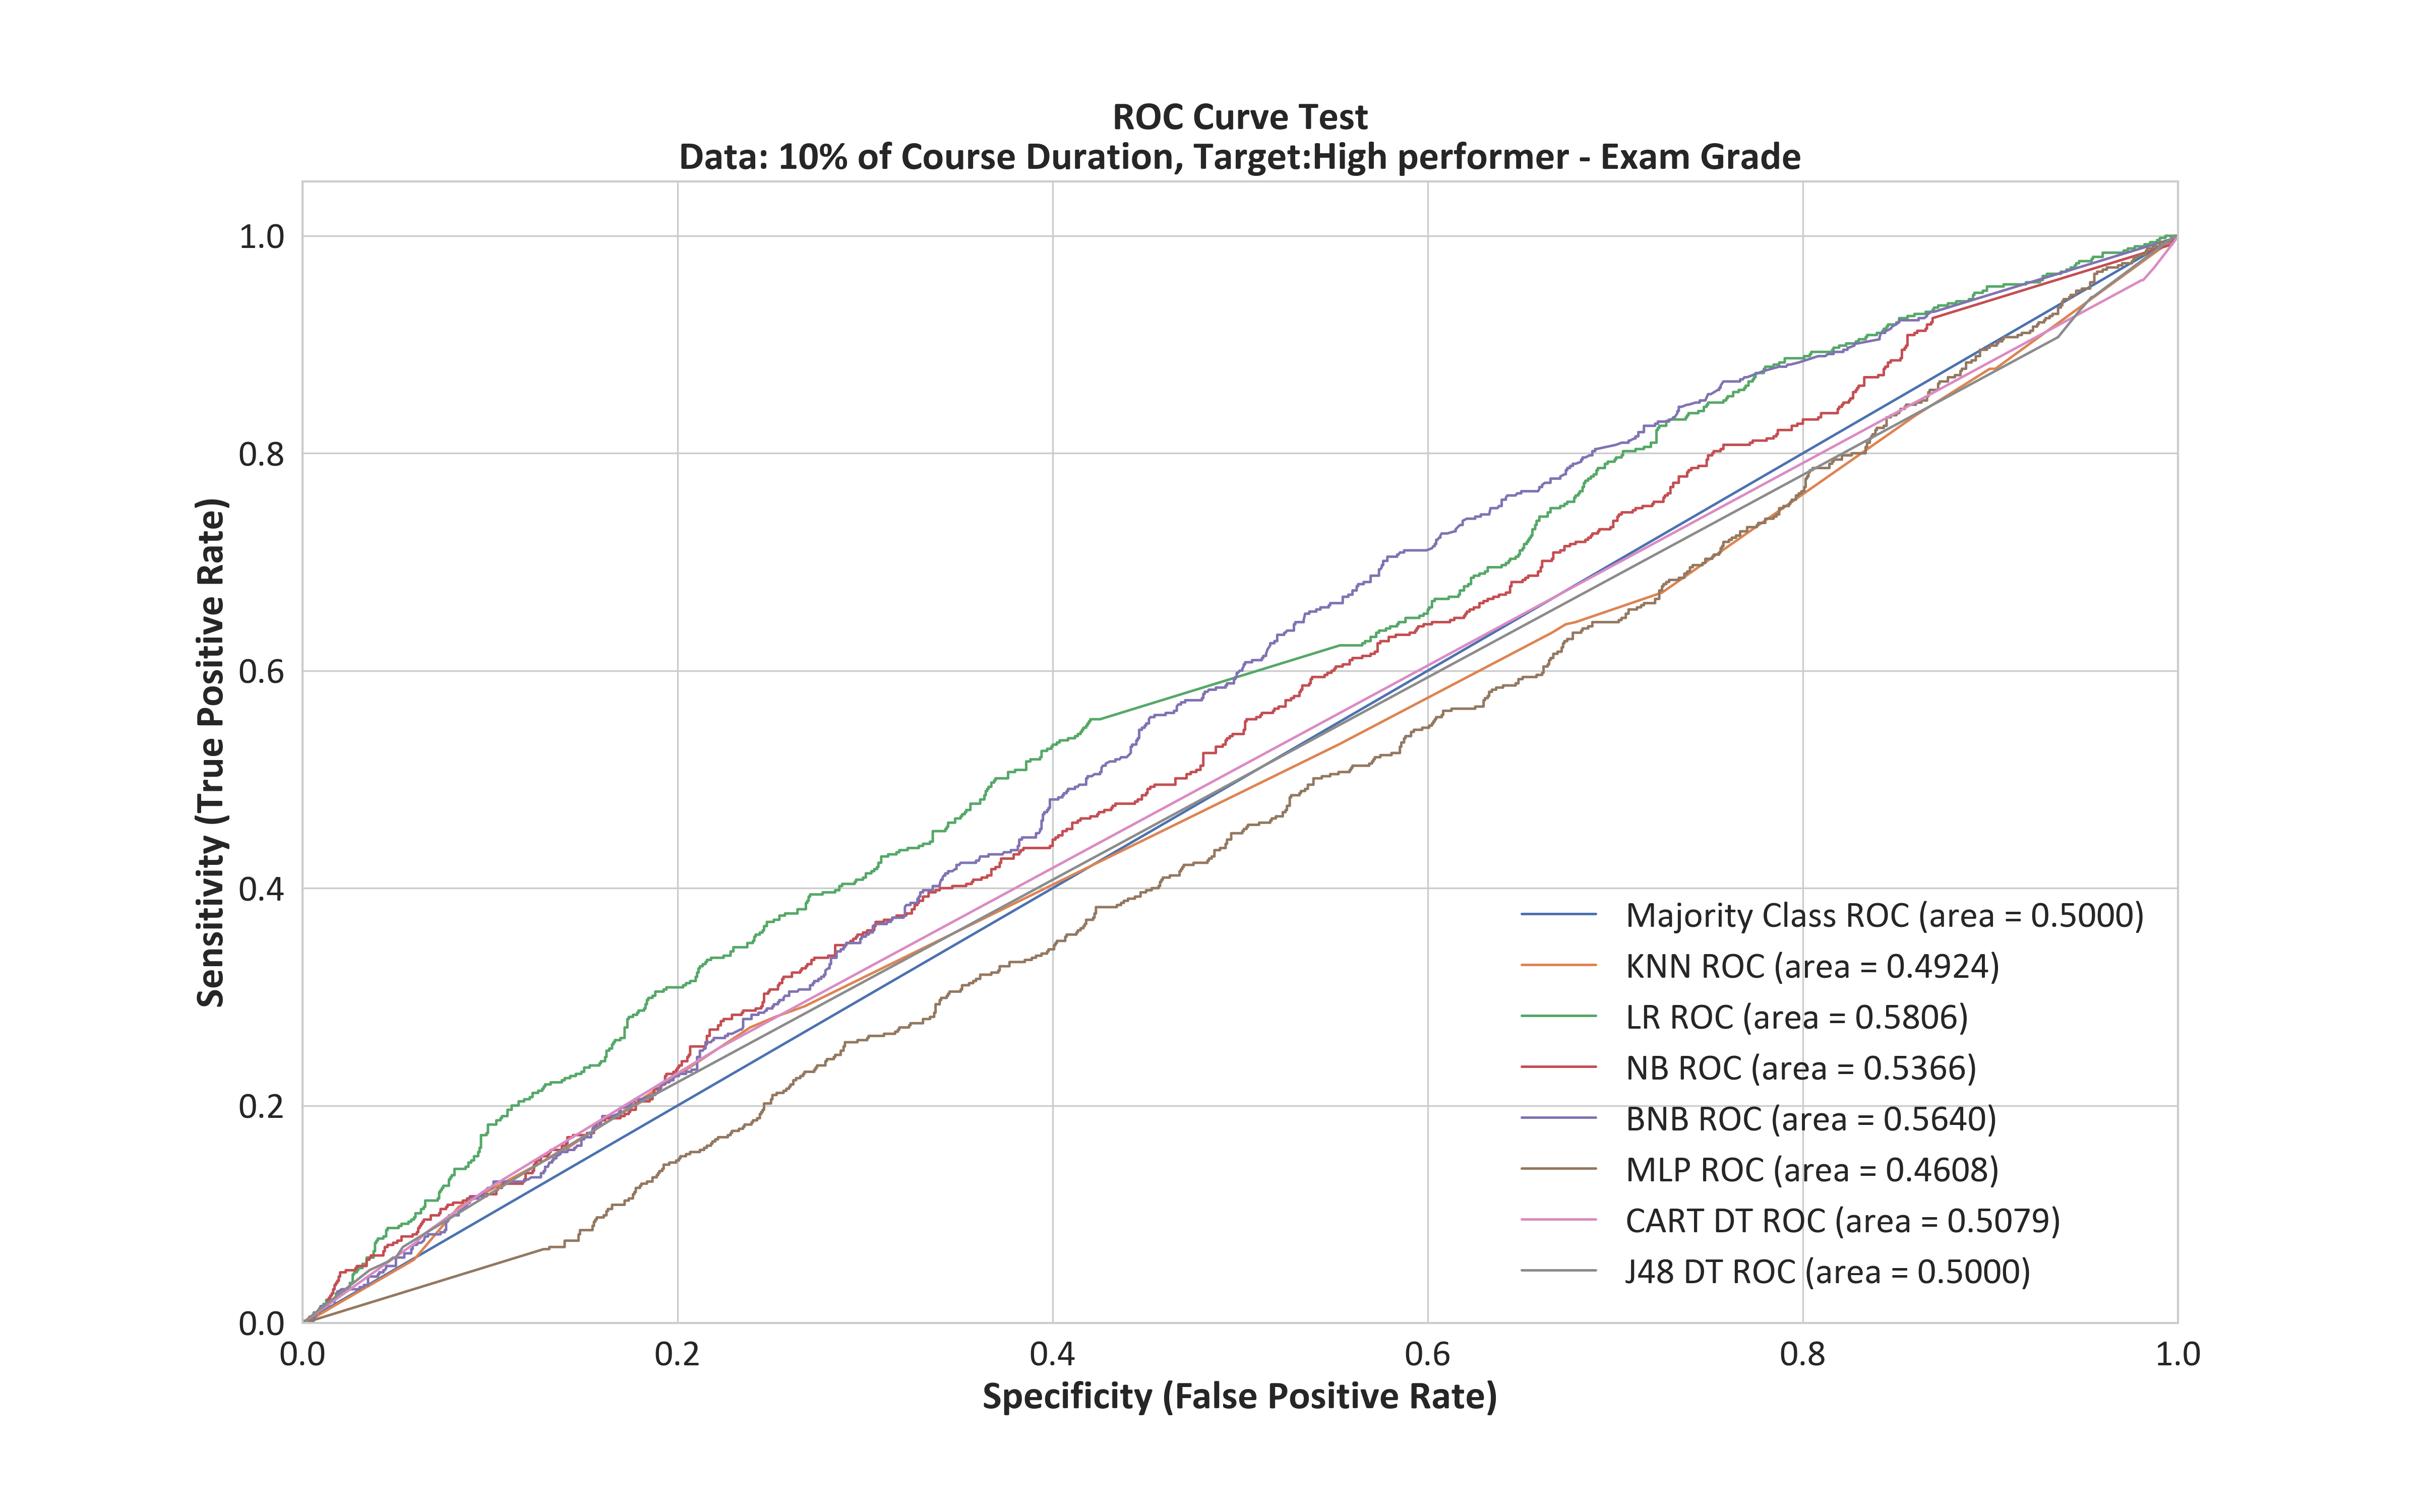 ROC Curve Test
Data: 10% of Course Duration, Target:High performer - Exam Grade
Sensitivity (True Positive Rate)
1.0
0.8
0.6
0.4
0.2
0.0
0.0 0.2 0.4 0.6 0.8 1.0
Specificity (False Positive Rate)
Majority Class ROC (area = 0.5000)
KNN ROC (area = 0.4924)
LR ROC (area = 0.5806)
NB ROC (area = 0.5366)
BNB ROC (area = 0.5640)
MLP ROC (area = 0.4608)
CART DT ROC (area = 0.5079)
J48 DT ROC (area = 0.5000)